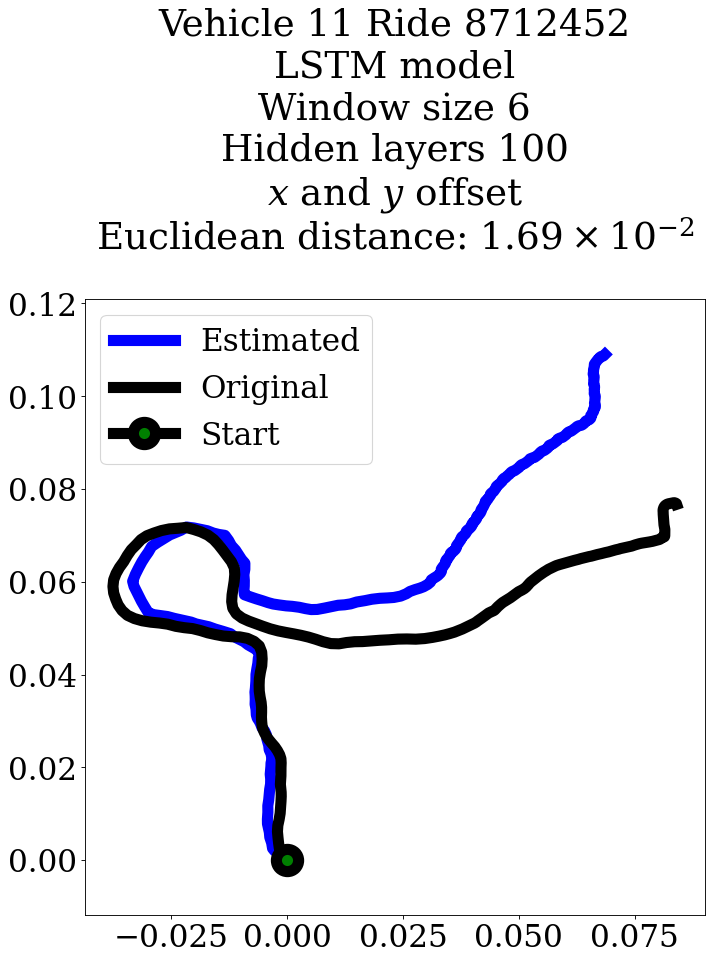 Vehicle 11 Ride 8712452
LSTM model
Window size 6
Hidden layers 100
x and y offset
Euclidean distance: 1.69 × 10⁻²
Estimated
Original
Start
0.12
0.10
0.08
0.06
0.04
0.02
0.00
−0.025 0.000 0.025 0.050 0.075